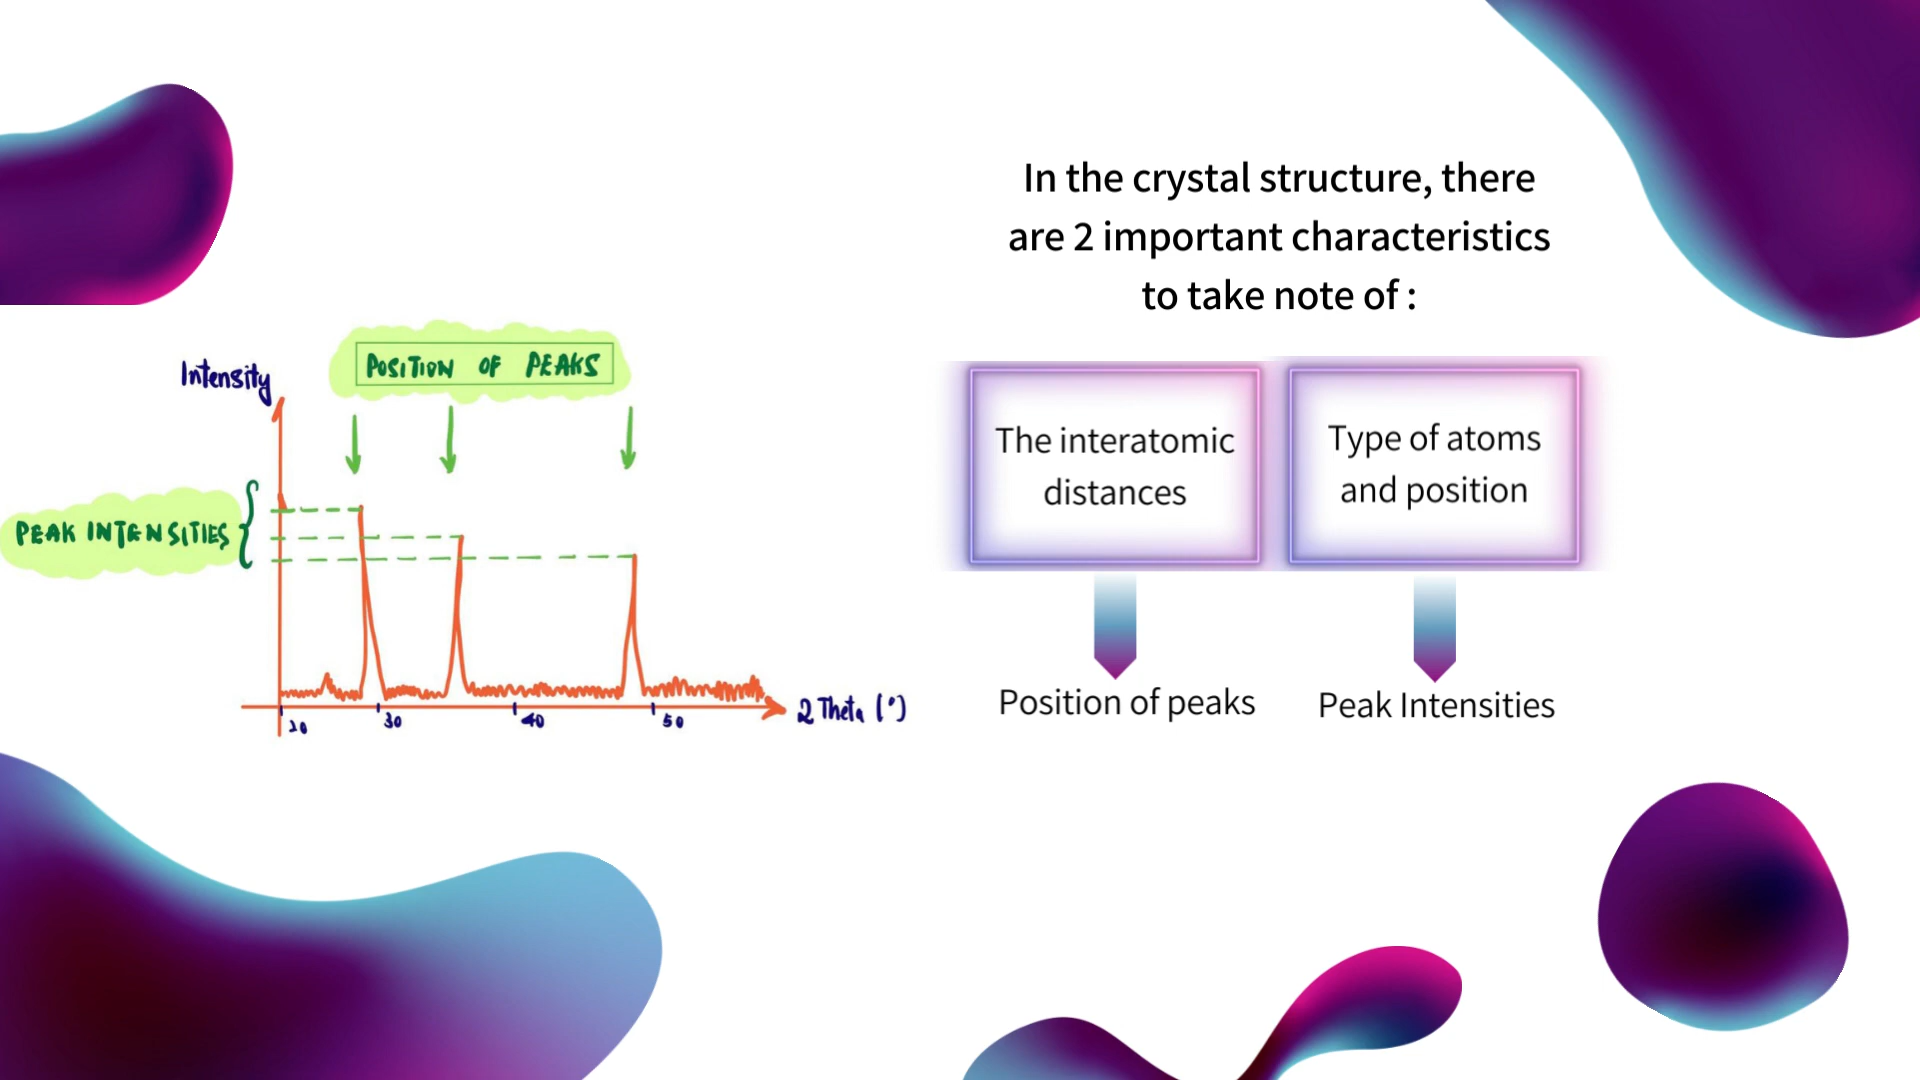 In the crystal structure, there
are 2 important characteristics
to take note of :
POSITION OF PEAKS
Intensity
PEAK INTENSITIES
20
30
40
50
2 Theta (°)
The interatomic
distances
Type of atoms
and position
Position of peaks
Peak Intensities